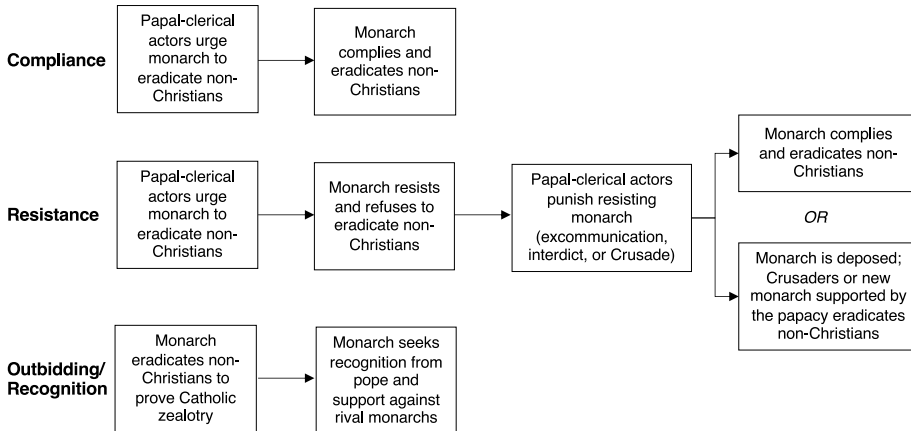 Compliance
Papal-clerical
actors urge
monarch to
eradicate non-
Christians
Monarch
complies and
eradicates non-
Christians
Resistance
Papal-clerical
actors urge
monarch to
eradicate non-
Christians
Monarch resists
and refuses to
eradicate non-
Christians
Papal-clerical actors
punish resisting
monarch
(excommunication,
interdict, or Crusade)
Monarch complies
and eradicates non-
Christians
OR
Monarch is deposed;
Crusaders or new
monarch supported by
the papacy eradicates
non-Christians
Outbidding/
Recognition
Monarch
eradicates non-
Christians to
prove Catholic
zealotry
Monarch seeks
recognition from
pope and
support against
rival monarchs